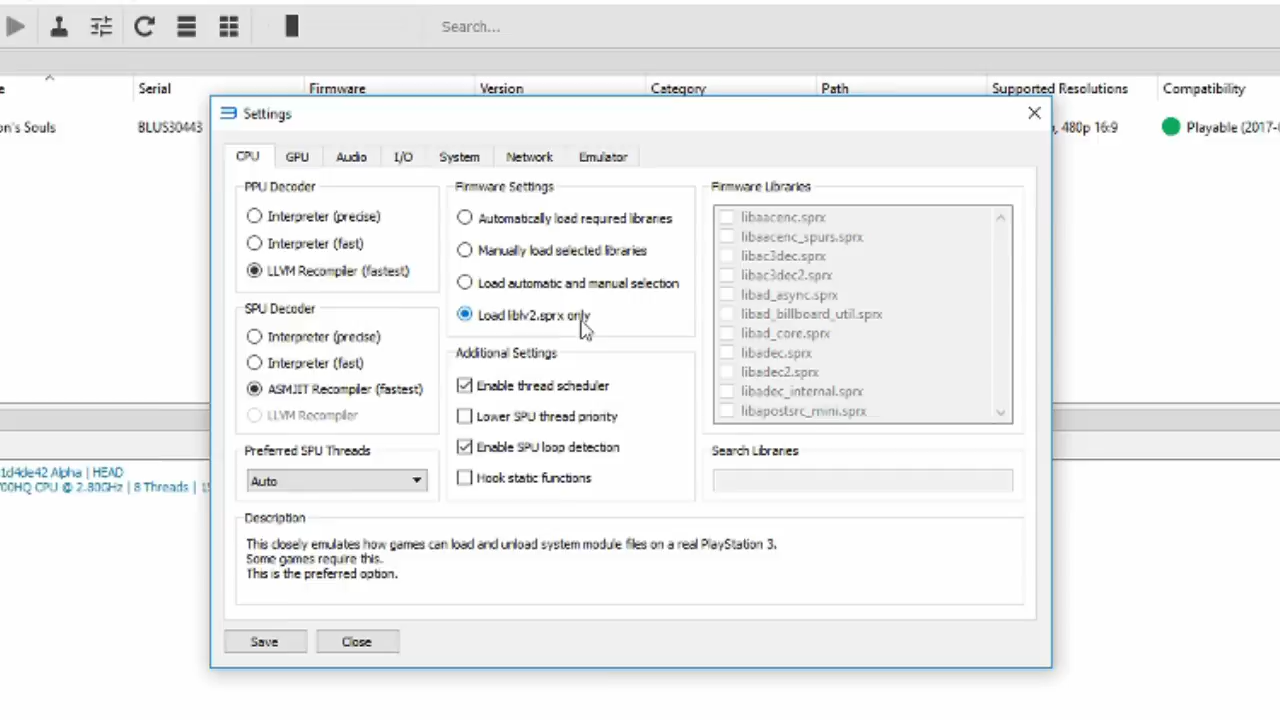 Search...
Serial
Firmware
Version
Category
Path
Supported Resolutions
Compatibility
on's Souls
BLUS30443
480p 16:9
Playable (2017-
Settings
CPU
GPU
Audio
I/O
System
Network
Emulator
PPU Decoder
Interpreter (precise)
Interpreter (fast)
LLVM Recompiler (fastest)
SPU Decoder
Interpreter (precise)
Interpreter (fast)
ASMJIT Recompiler (fastest)
LLVM Recompiler
Preferred SPU Threads
Auto
Firmware Settings
Automatically load required libraries
Manually load selected libraries
Load automatic and manual selection
Load liblv2.sprx only
Additional Settings
Enable thread scheduler
Lower SPU thread priority
Enable SPU loop detection
Hook static functions
Firmware Libraries
libaacenc.sprx
libaacenc_spurs.sprx
libac3dec.sprx
libac3dec2.sprx
libad_async.sprx
libad_billboard_util.sprx
libad_core.sprx
libadec.sprx
libadec2.sprx
libadec_internal.sprx
libapostsrc_mini.sprx
Search Libraries
Description
This closely emulates how games can load and unload system module files on a real PlayStation 3.
Some games require this.
This is the preferred option.
Save
Close
1d4de42 Alpha | HEAD
700HQ CPU @ 2.80GHz | 8 Threads | 1